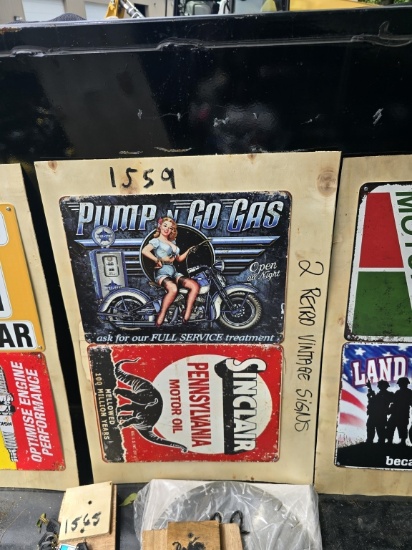 1559
PUMP N GO GAS
Open
all Night
ask for our FULL SERVICE treatment
SINCLAIR
PENNSYLVANIA
MOTOR OIL
MELLOWED
100 MILLION YEARS
2 RETRO VINTAGE SIGNS
AR
OPTIMISE ENGINE
PERFORMANCE
MO
LAND
beca
1565